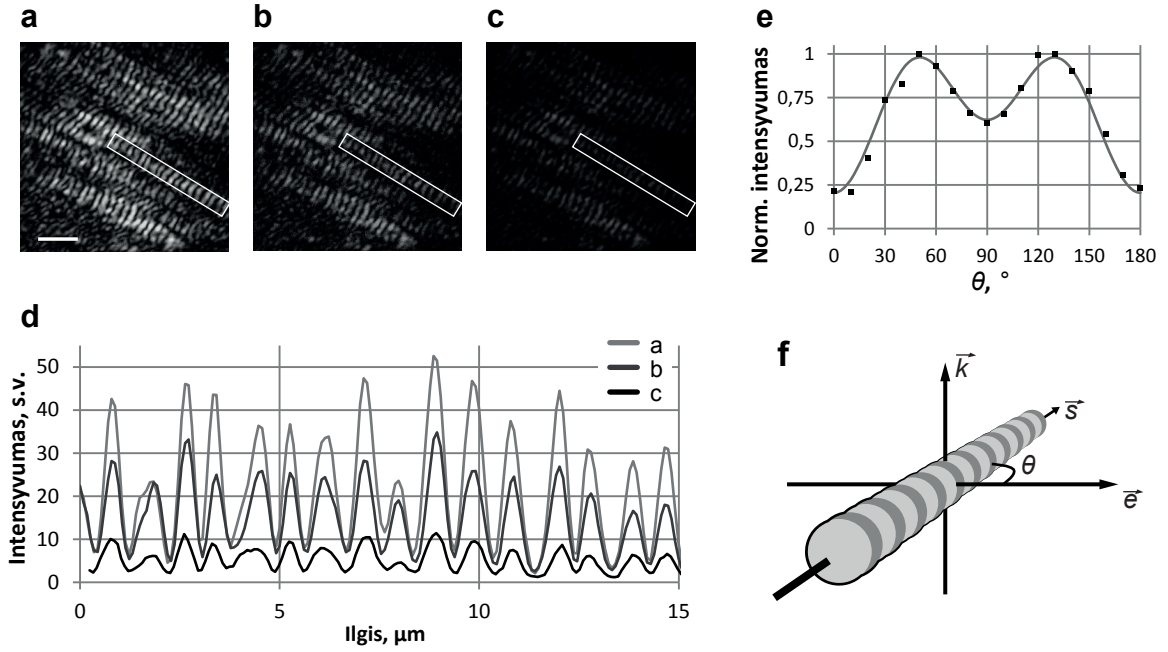 a
b
c
e
Norm. intensyvumas
1
0,75
0,5
0,25
0
0 30 60 90 120 150 180
θ, °
d
Intensyvumas, s.v.
50
40
30
20
10
0
0 5 10 15
Ilgis, µm
a
b
c
f
k
s
θ
e